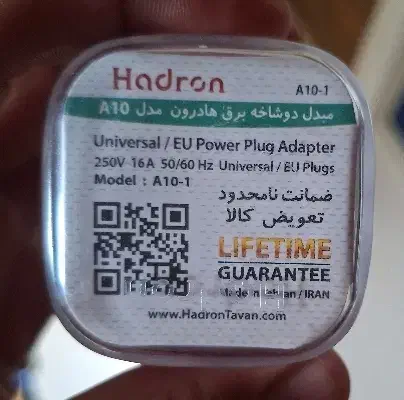 Hadron A10-1
مبدل دوشاخه برق هادرون مدل A10
Universal / EU Power Plug Adapter
250V 16A 50/60 Hz Universal / EU Plugs
Model : A10-1
ضمانت نامحدود
تعویض کالا
LIFETIME
GUARANTEE
Made in / IRAN
www.HadronTavan.com